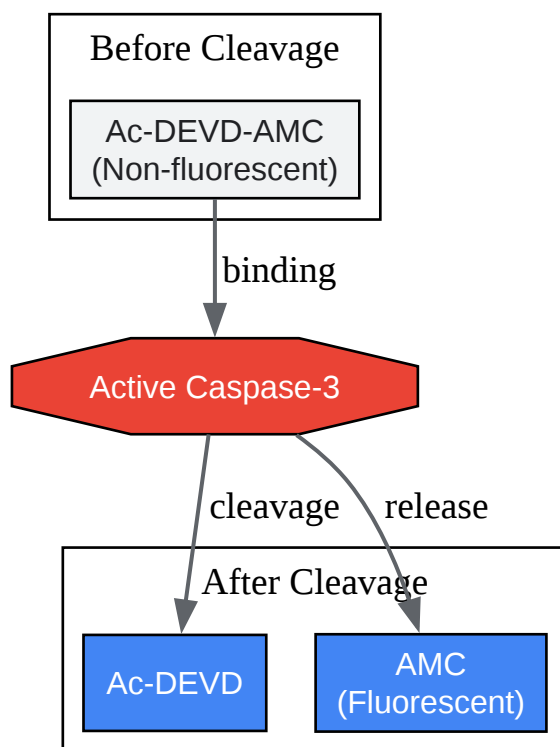 Before Cleavage
Ac-DEVD-AMC
(Non-fluorescent)
binding
Active Caspase-3
cleavage
release
After Cleavage
Ac-DEVD
AMC
(Fluorescent)